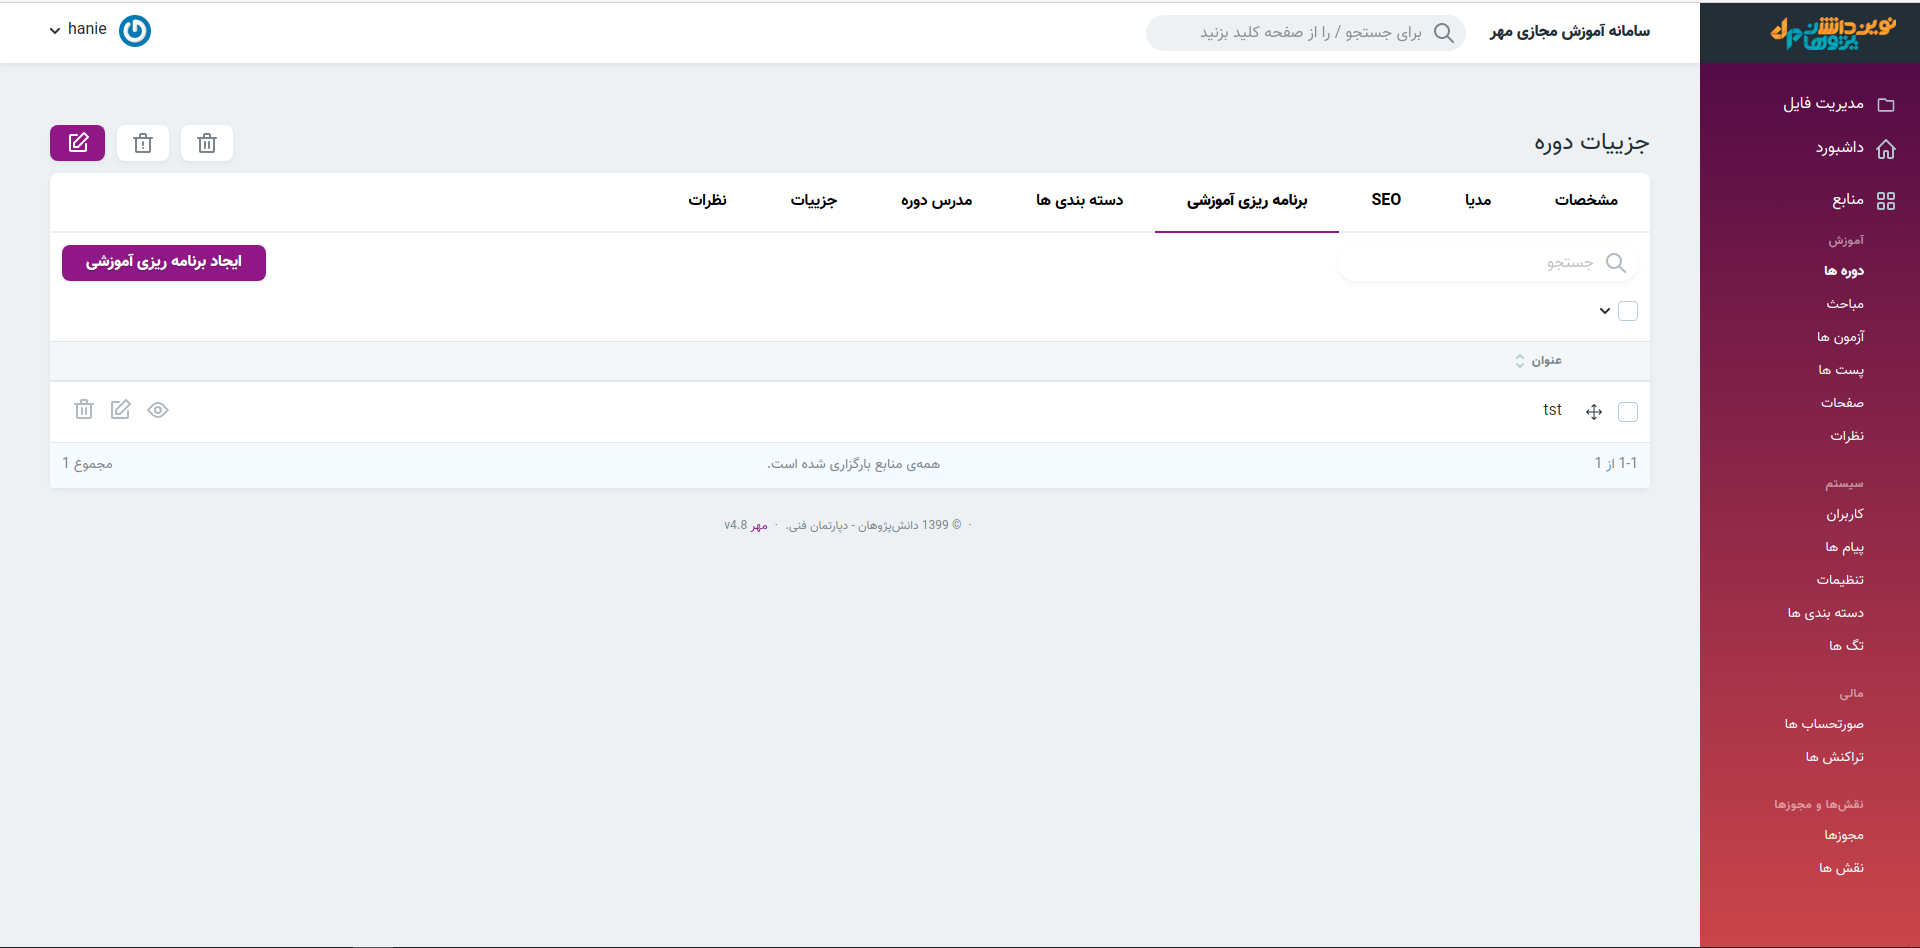 نوین دانش پژوهان
سامانه آموزش مجازی مهر
برای جستجو / را از صفحه کلید بزنید
hanie
مدیریت فایل
داشبورد
منابع
آموزش
دوره ها
مباحث
آزمون ها
پست ها
صفحات
نظرات
سیستم
کاربران
پیام ها
تنظیمات
دسته بندی ها
تگ ها
مالی
صورتحساب ها
تراکنش ها
نقش‌ها و مجوزها
مجوزها
نقش ها
جزییات دوره
مشخصات
مدیا
SEO
برنامه ریزی آموزشی
دسته بندی ها
مدرس دوره
جزییات
نظرات
جستجو
ایجاد برنامه ریزی آموزشی
عنوان
tst
1-1 از 1
همه‌ی منابع بارگزاری شده است.
مجموع 1
· © 1399 دانش‌پژوهان - دپارتمان فنی. · مهر v4.8